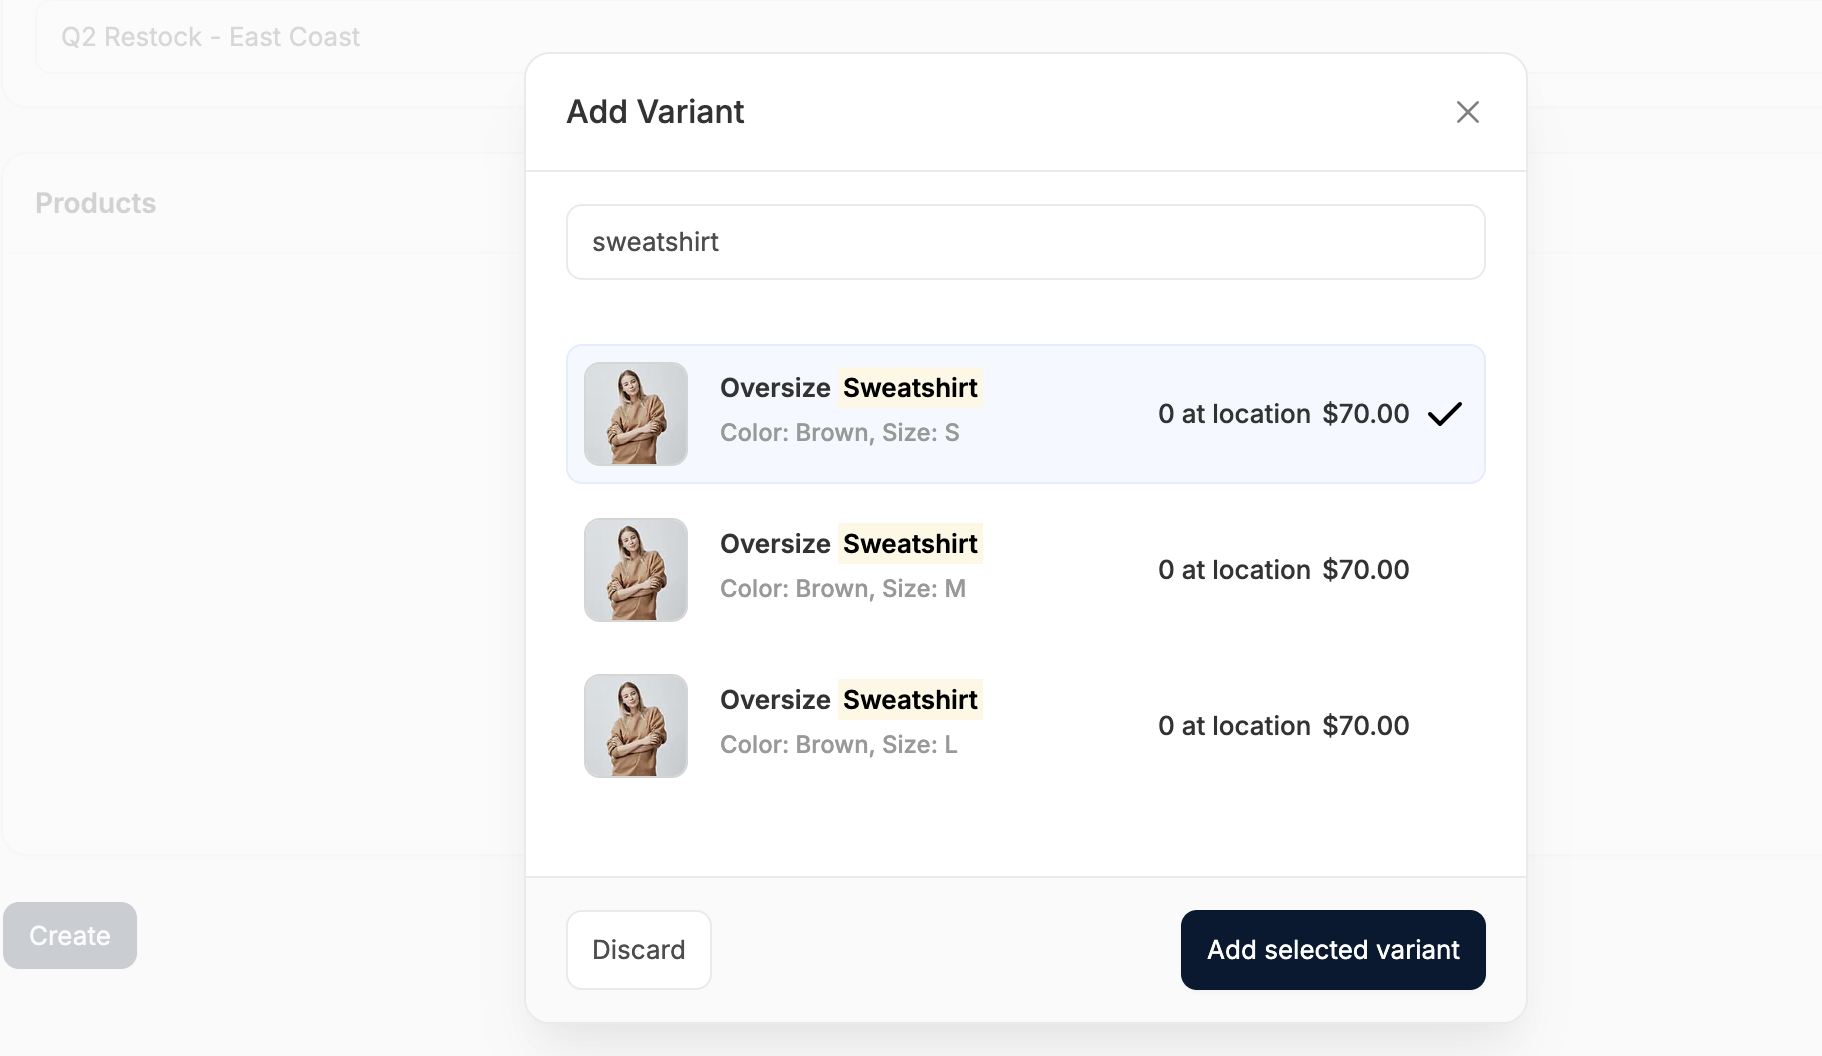 Q2 Restock - East Coast
Products
Create
Add Variant
sweatshirt
Oversize Sweatshirt
Color: Brown, Size: S
0 at location $70.00
Oversize Sweatshirt
Color: Brown, Size: M
0 at location $70.00
Oversize Sweatshirt
Color: Brown, Size: L
0 at location $70.00
Discard
Add selected variant